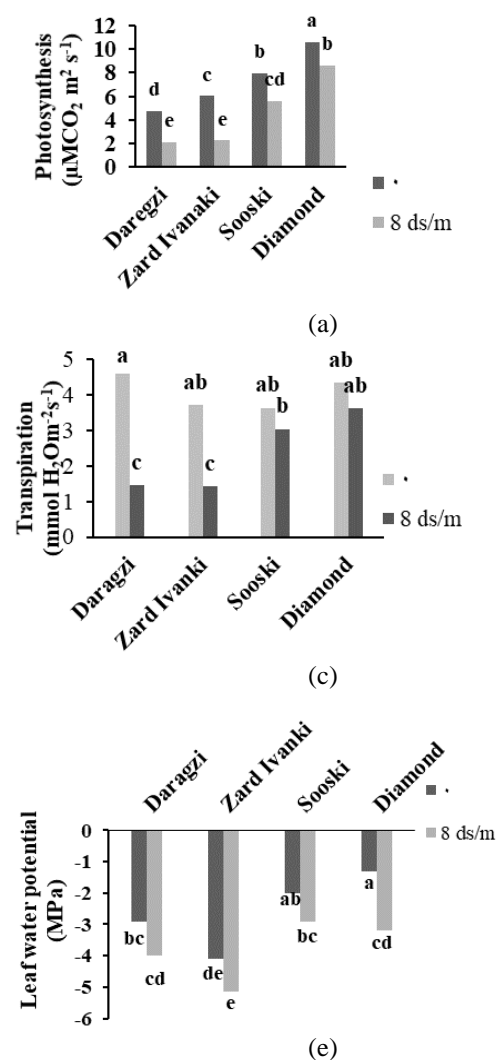 Photosynthesis
(µMCO₂ m² s⁻¹)
12
10
8
6
4
2
0
d
e
c
e
b
cd
a
b
Daregzi
Zard Ivanaki
Sooski
Diamond
۰
8 ds/m
(a)
Transpiration
(mmol H₂Om⁻²s⁻¹)
5
4
3
2
1
0
a
c
ab
c
ab
b
ab
ab
Daragzi
Zard Ivanki
Sooski
Diamond
۰
8 ds/m
(c)
Daragzi
Zard Ivanki
Sooski
Diamond
۰
8 ds/m
Leaf water potential
(MPa)
0
-1
-2
-3
-4
-5
-6
bc
cd
de
e
ab
bc
a
cd
(e)